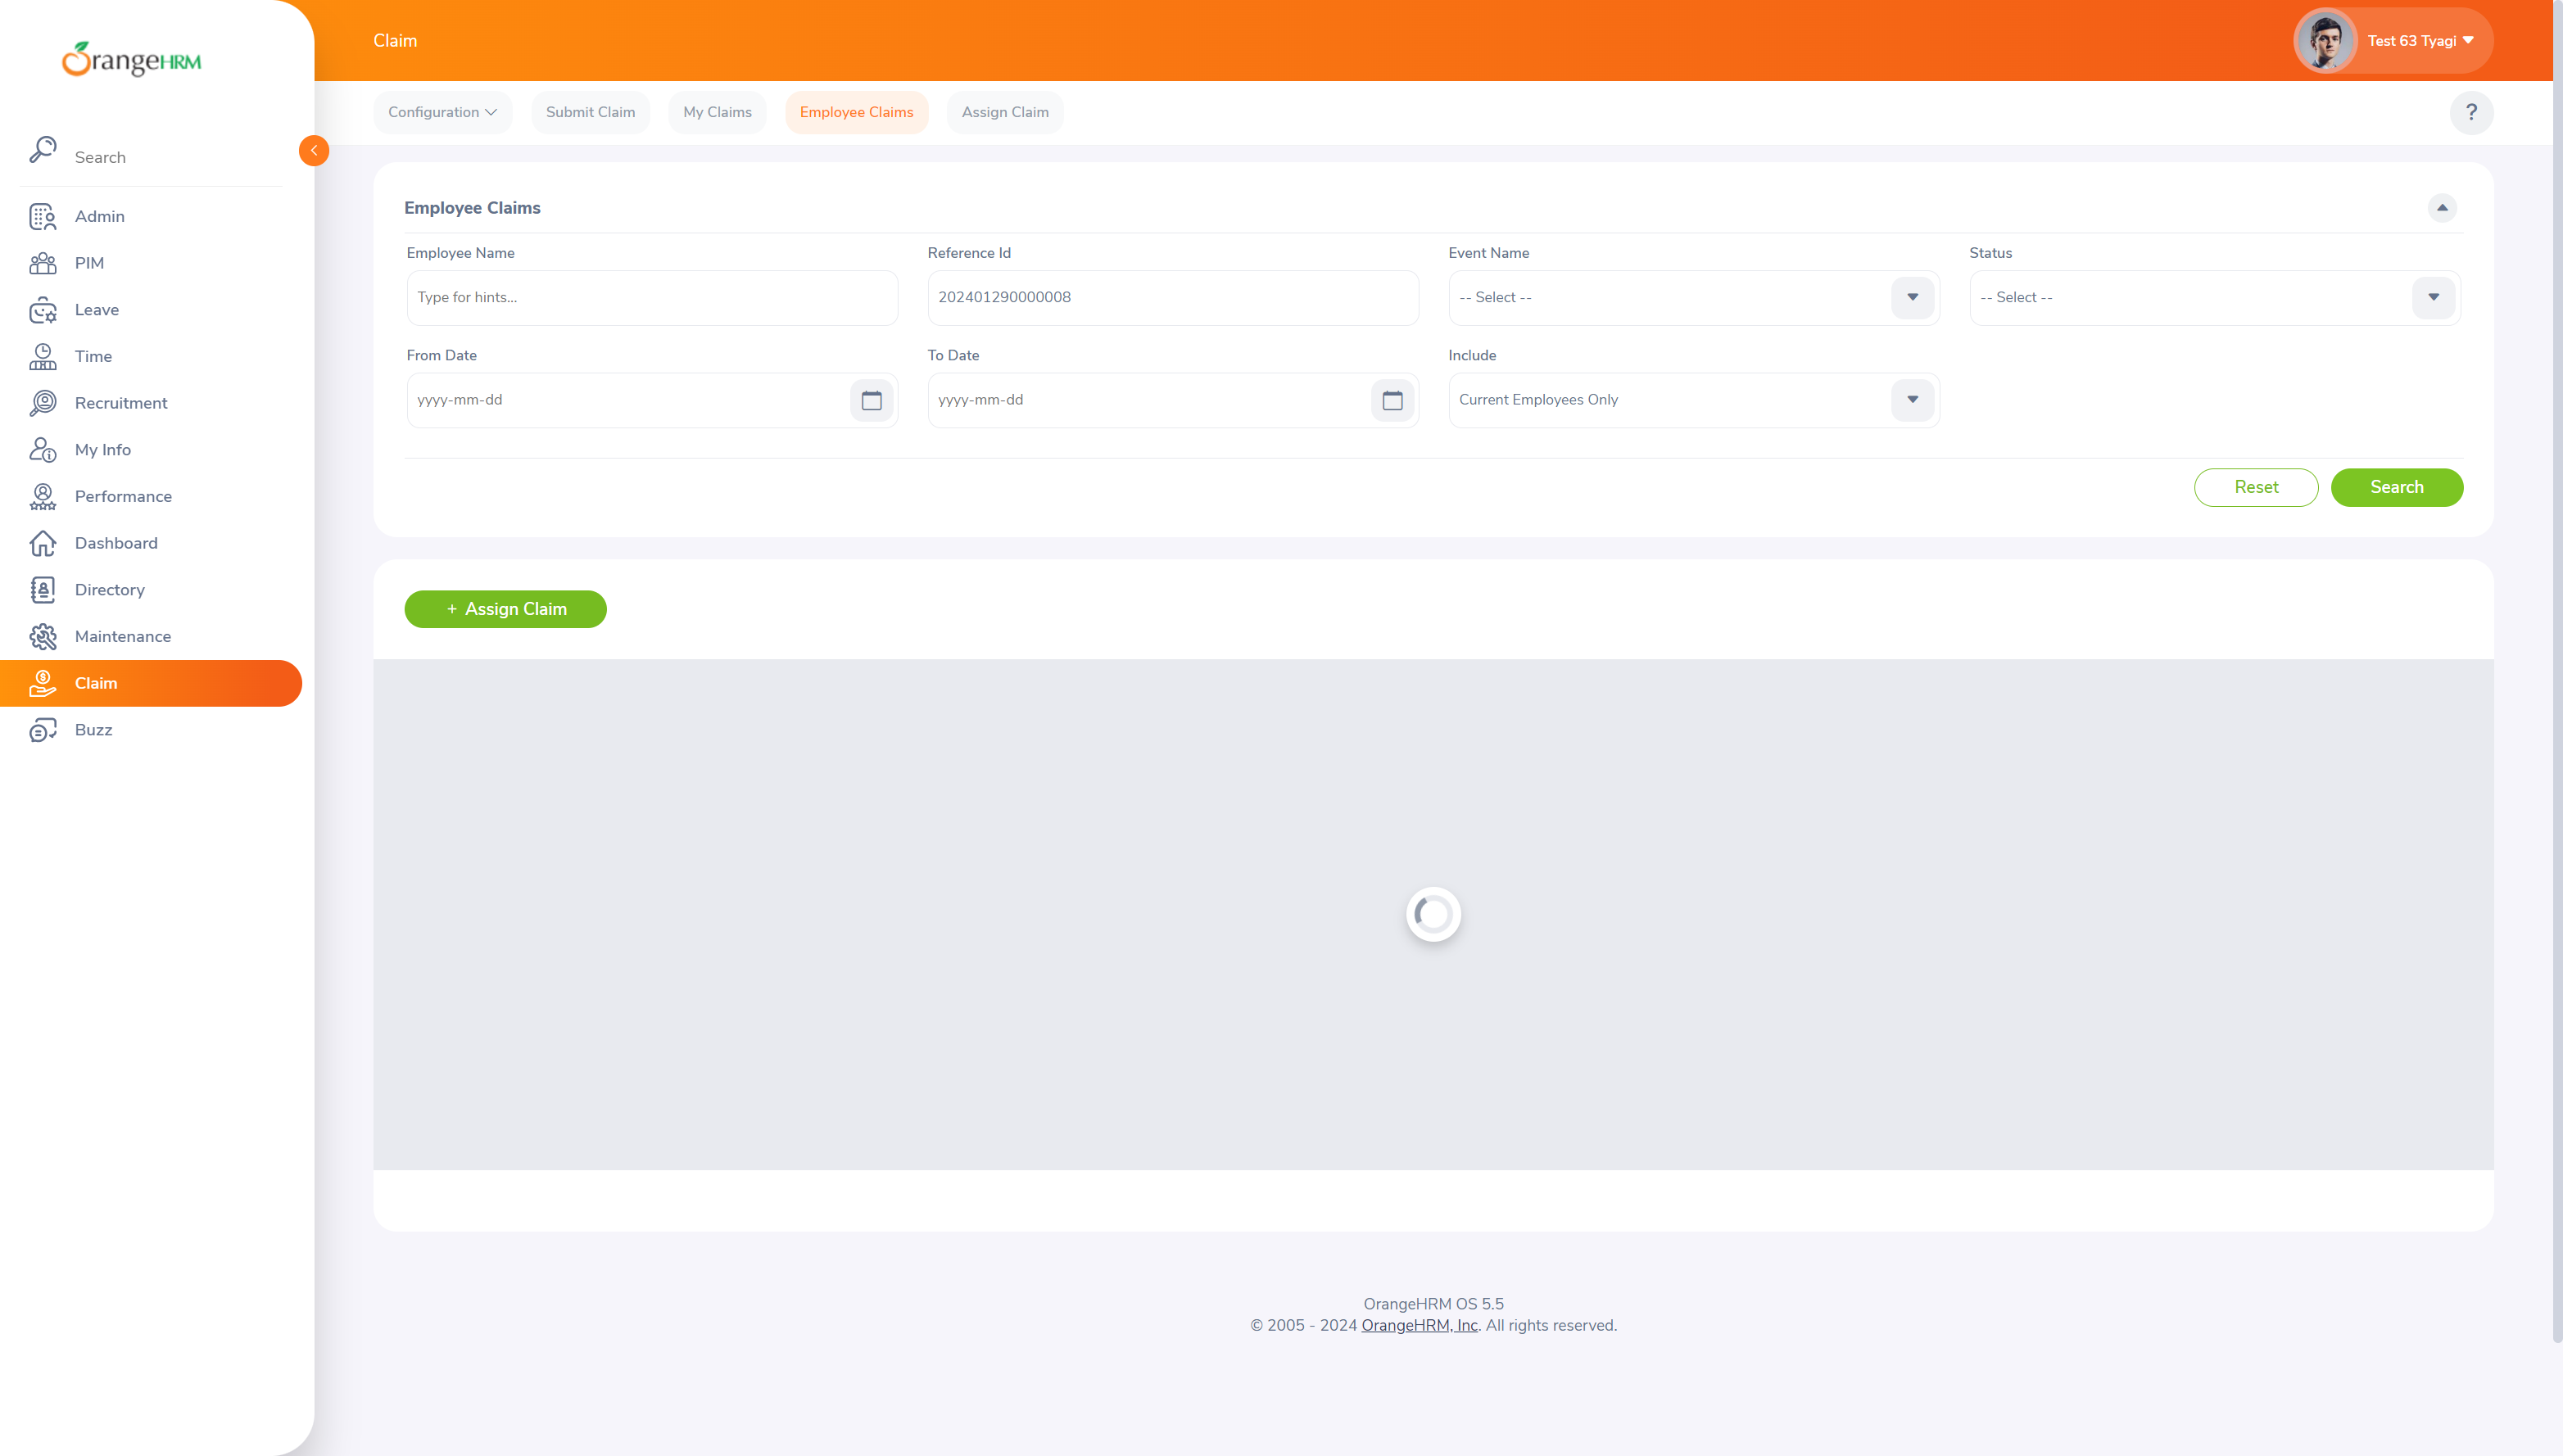 OrangeHRM
Claim
Test 63 Tyagi
Configuration
Submit Claim
My Claims
Employee Claims
Assign Claim
?
Search
Admin
PIM
Leave
Time
Recruitment
My Info
Performance
Dashboard
Directory
Maintenance
Claim
Buzz
Employee Claims
Employee Name
Reference Id
Event Name
Status
Type for hints...
202401290000008
-- Select --
-- Select --
From Date
To Date
Include
yyyy-mm-dd
yyyy-mm-dd
Current Employees Only
Reset
Search
+ Assign Claim
OrangeHRM OS 5.5
© 2005 - 2024 OrangeHRM, Inc. All rights reserved.